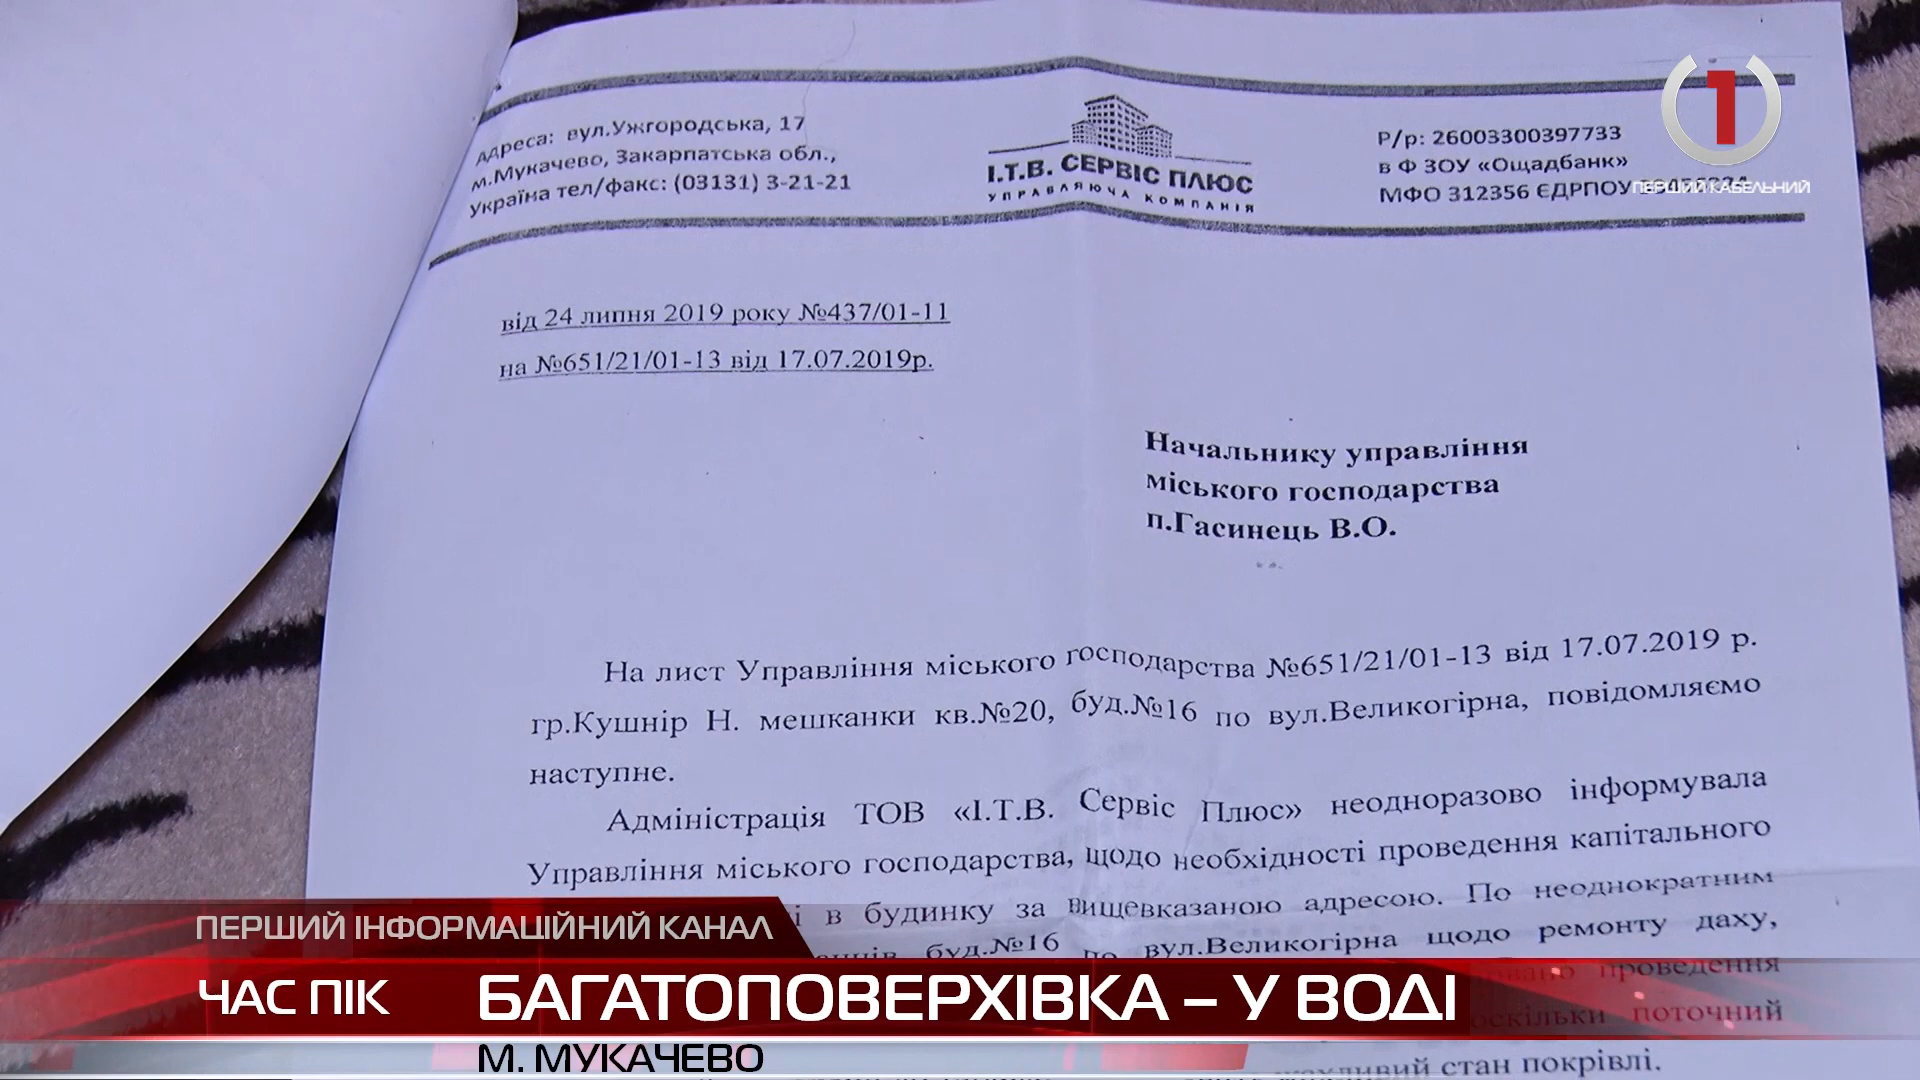 Адреса: вул.Ужгородська, 17
м.Мукачево, Закарпатська обл.,
Україна тел/факс: (03131) 3-21-21
І.Т.В. СЕРВІС ПЛЮС
УПРАВЛЯЮЧА КОМПАНІЯ
Р/р: 26003300397733
в Ф ЗОУ «Ощадбанк»
МФО 312356 ЄДРПОУ
1
ПЕРШИЙ КАБЕЛЬНИЙ
від 24 липня 2019 року №437/01-11
на №651/21/01-13 від 17.07.2019р.
Начальнику управління
міського господарства
п.Гасинець В.О.
На лист Управління міського господарства №651/21/01-13 від 17.07.2019 р.
гр.Кушнір Н. мешканки кв.№20, буд.№16 по вул.Великогірна, повідомляємо
наступне.
Адміністрація ТОВ «І.Т.В. Сервіс Плюс» неодноразово інформувала
Управління міського господарства, щодо необхідності проведення капітального
в будинку за вищевказаною адресою. По неоднократним
буд.№16 по вул.Великогірна щодо ремонту даху,
проведення
оскільки поточний
стан покрівлі.
ПЕРШИЙ ІНФОРМАЦІЙНИЙ КАНАЛ
ЧАС ПІК БАГАТОПОВЕРХІВКА – У ВОДІ
М. МУКАЧЕВО